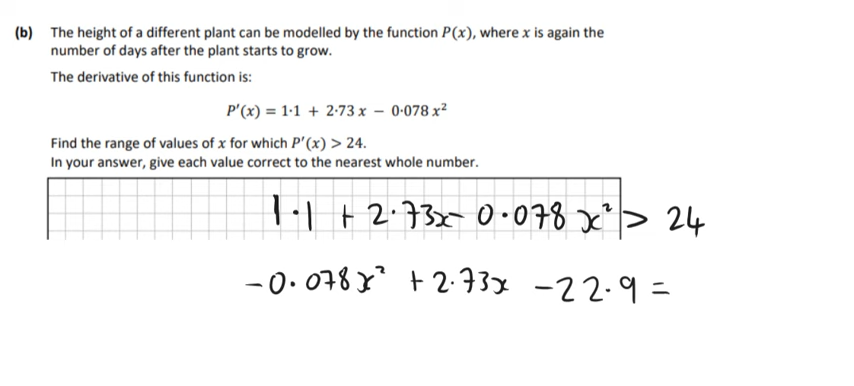 (b) The height of a different plant can be modelled by the function P(x), where x is again the
number of days after the plant starts to grow.
The derivative of this function is:
P′(x) = 1·1 + 2·73 x − 0·078 x²
Find the range of values of x for which P′(x) > 24.
In your answer, give each value correct to the nearest whole number.
1·1 + 2·73x − 0·078 x² > 24
−0·078x² + 2·73x − 22·9 =